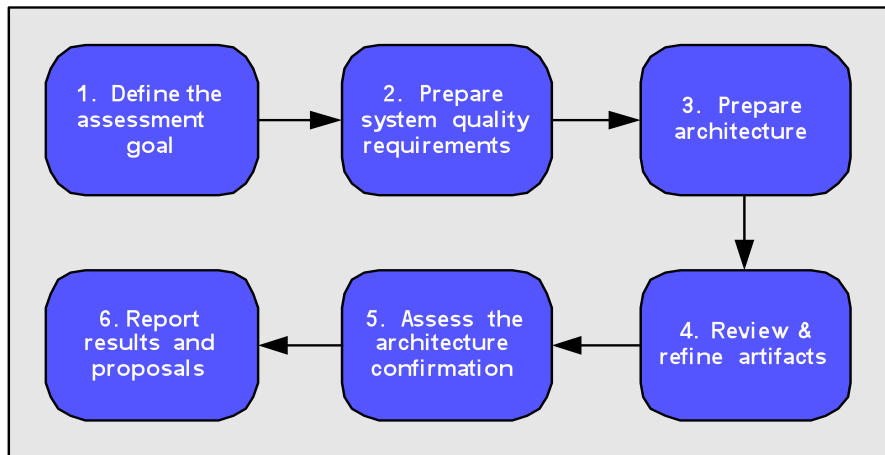 1. Define the
assessment
goal
2. Prepare
system quality
requirements
3. Prepare
architecture
4. Review &
refine artifacts
5. Assess the
architecture
confirmation
6. Report
results and
proposals